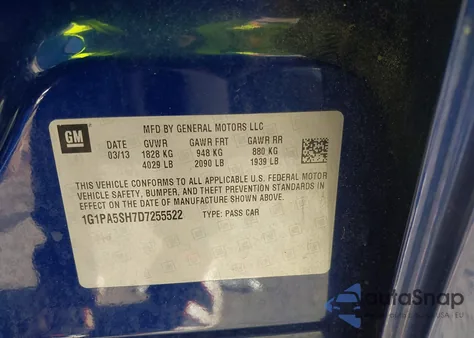 GM
MFD BY GENERAL MOTORS LLC
DATE GVWR GAWR FRT GAWR RR
03/13 1828 KG 948 KG 880 KG
4029 LB 2090 LB 1939 LB
THIS VEHICLE CONFORMS TO ALL APPLICABLE U.S. FEDERAL MOTOR
VEHICLE SAFETY, BUMPER, AND THEFT PREVENTION STANDARDS IN
EFFECT ON THE DATE OF MANUFACTURE SHOWN ABOVE.
1G1PA5SH7D7255522 TYPE: PASS CAR
autoSnap